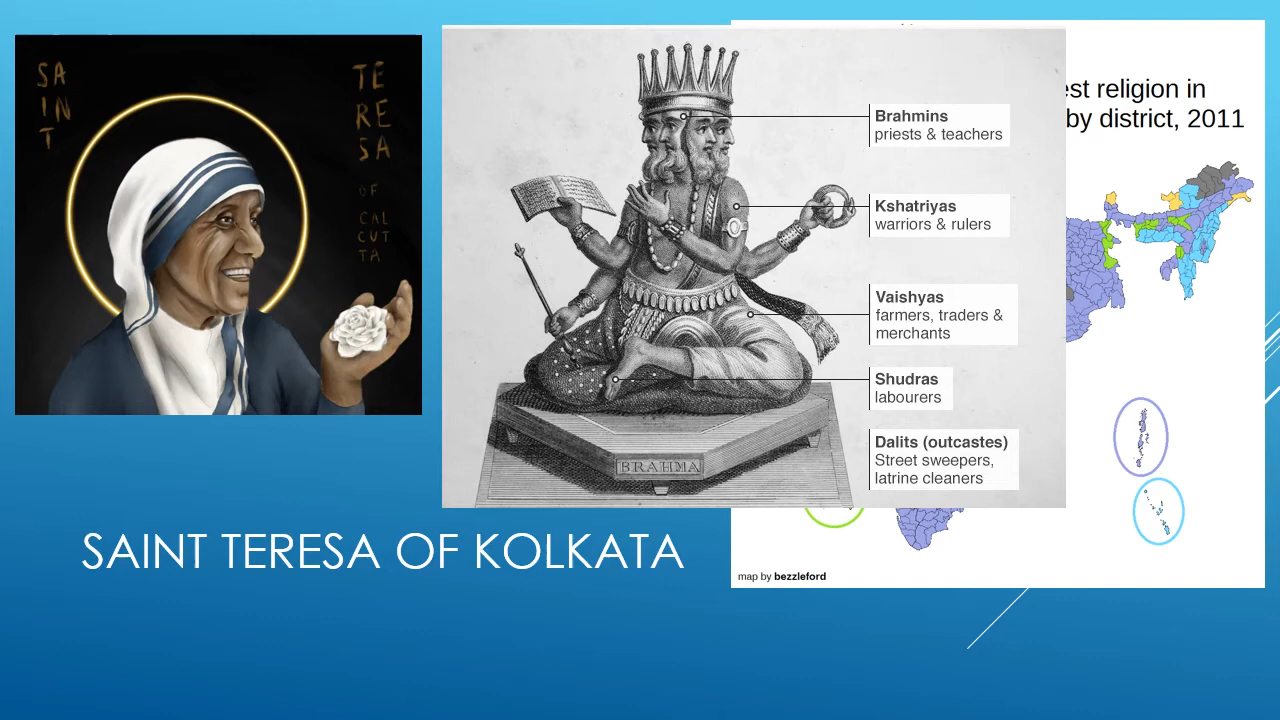 SA
IN
T
TE
RE
SA
OF
CAL
CUT
TA
Brahmins
priests & teachers
Kshatriyas
warriors & rulers
Vaishyas
farmers, traders &
merchants
Shudras
labourers
Dalits (outcastes)
Street sweepers,
latrine cleaners
BRAHMA
est religion in
by district, 2011
map by bezzleford
SAINT TERESA OF KOLKATA